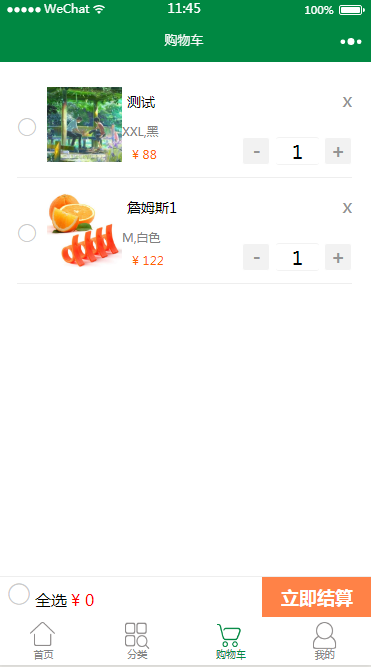 WeChat 11:45 100%
购物车
测试 X
XXL,黑
¥ 88 - 1 +
詹姆斯1 X
M,白色
¥ 122 - 1 +
全选 ¥ 0 立即结算
首页 分类 购物车 我的